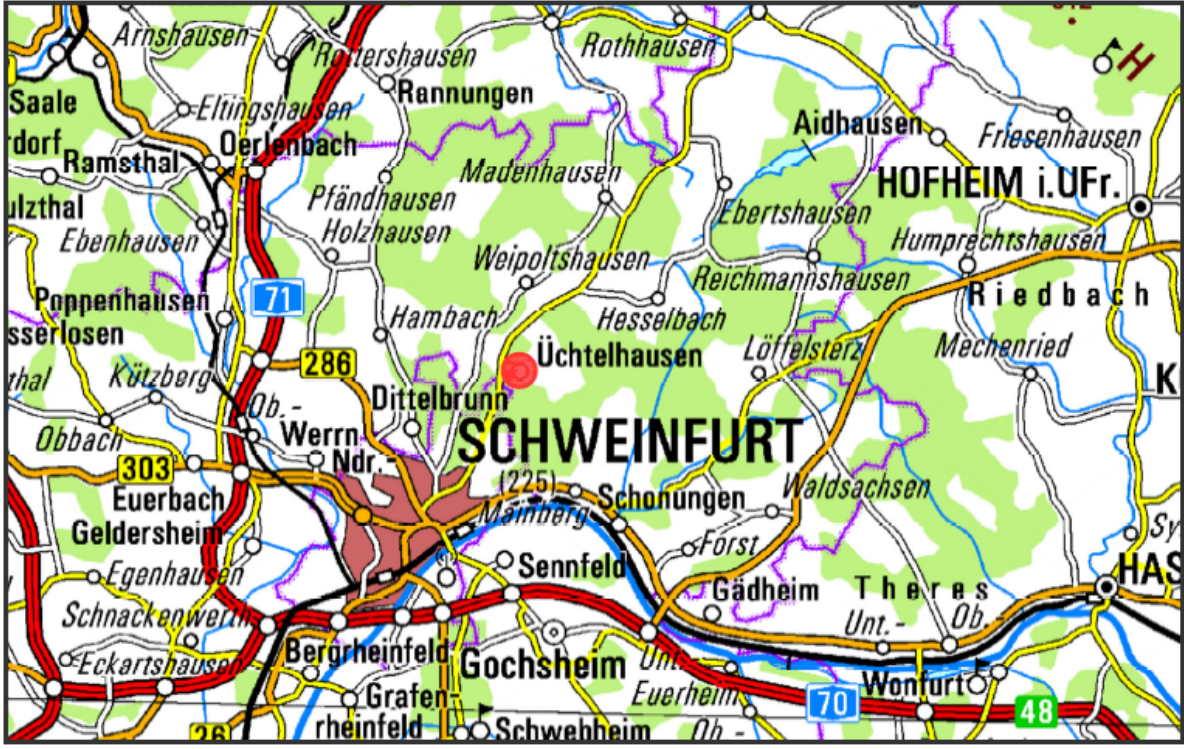 Arnshausen
Rottershausen
Rothhausen
Saale
Eltingshausen
Rannungen
rdorf
Ramsthal
Oerlenbach
Aidhausen
Friesenhausen
Madenhausen
HOFHEIM i.UFr.
ulzthal
Pfändhausen
Holzhausen
Ebertshausen
Ebenhausen
Humprechtshausen
Weipoltshausen
Reichmannshausen
Poppenhausen
71
Riedbach
sserlosen
Hambach
Hesselbach
thal
Kützberg
286
Üchtelhausen
Löffelsterz
Mechenried
K
Ob.-
Dittelbrunn
Obbach
Werrn
Ndr.-
SCHWEINFURT
(225)
303
Euerbach
Schonungen
Waldsachsen
Geldersheim
Mainberg
Sy
Forst
Egenhausen
Sennfeld
Gädheim
Theres
HAS
Schnackenwerth
Unt.-
Ob.
Eckartshausen
Bergrheinfeld
Gochsheim
Unt.-
Euerheim
Wonfurt
Grafen-
rheinfeld
70
48
26
Schwebheim
Ob.-